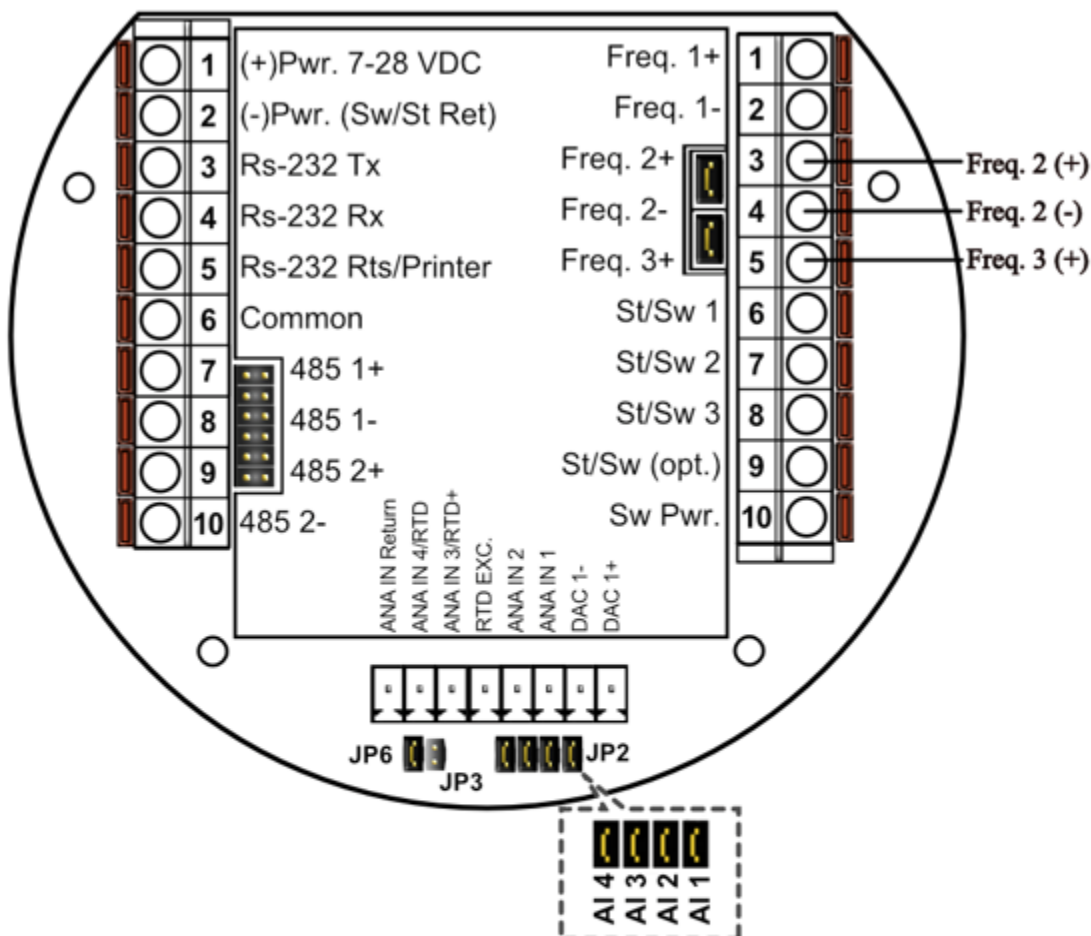 1 (+)Pwr. 7-28 VDC
2 (-)Pwr. (Sw/St Ret)
3 Rs-232 Tx
4 Rs-232 Rx
5 Rs-232 Rts/Printer
6 Common
7 485 1+
8 485 1-
9 485 2+
10 485 2-
Freq. 1+ 1
Freq. 1- 2
Freq. 2+ 3 Freq. 2 (+)
Freq. 2- 4 Freq. 2 (-)
Freq. 3+ 5 Freq. 3 (+)
St/Sw 1 6
St/Sw 2 7
St/Sw 3 8
St/Sw (opt.) 9
Sw Pwr. 10
ANA IN Return
ANA IN 4/RTD
ANA IN 3/RTD+
RTD EXC.
ANA IN 2
ANA IN 1
DAC 1-
DAC 1+
JP6
JP3
JP2
AI 4
AI 3
AI 2
AI 1